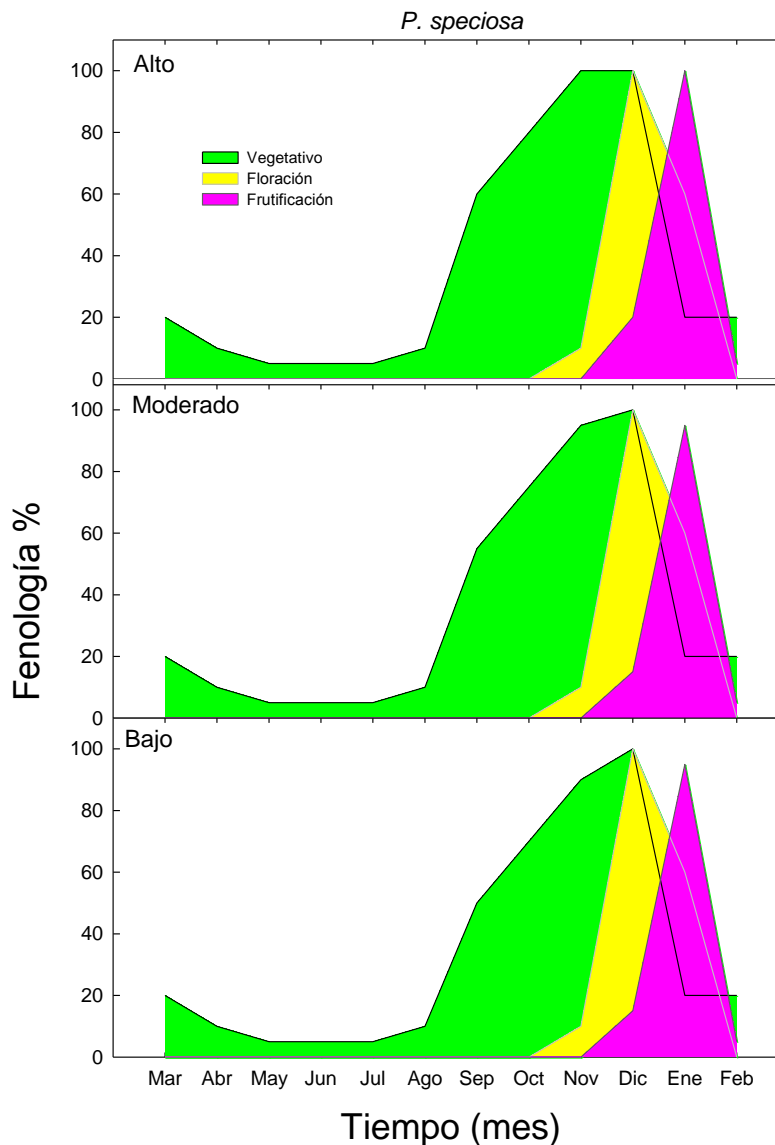 P. speciosa
Alto
100
80
60
40
20
0
Vegetativo
Floración
Frutificación
Moderado
100
80
60
40
20
0
Bajo
100
80
60
40
20
0
Mar Abr May Jun Jul Ago Sep Oct Nov Dic Ene Feb
Fenología %
Tiempo (mes)